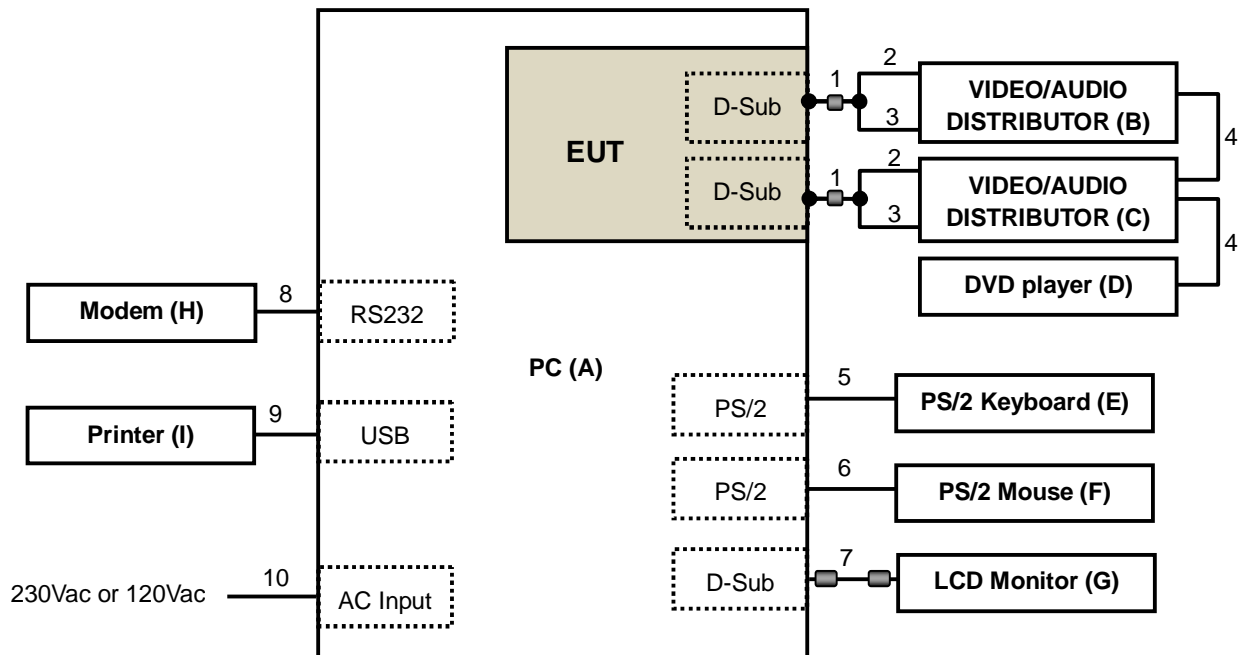 EUT
D-Sub
1
2
3
VIDEO/AUDIO
DISTRIBUTOR (B)
4
D-Sub
1
2
3
VIDEO/AUDIO
DISTRIBUTOR (C)
4
DVD player (D)
Modem (H)
8
RS232
PC (A)
PS/2
5
PS/2 Keyboard (E)
Printer (I)
9
USB
PS/2
6
PS/2 Mouse (F)
230Vac or 120Vac
10
AC Input
D-Sub
7
LCD Monitor (G)